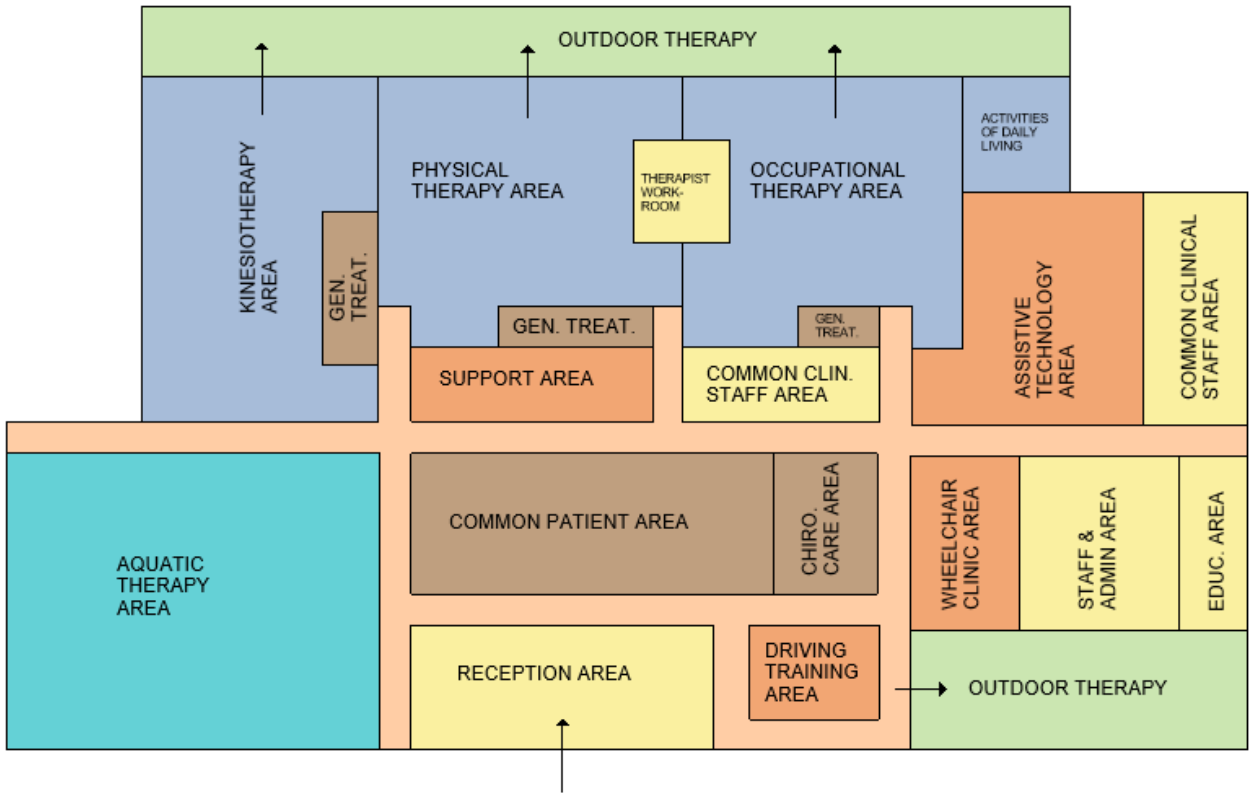 OUTDOOR THERAPY
KINESIOTHERAPY
AREA
GEN.
TREAT.
PHYSICAL
THERAPY AREA
THERAPIST
WORK-
ROOM
OCCUPATIONAL
THERAPY AREA
ACTIVITIES
OF DAILY
LIVING
GEN. TREAT.
SUPPORT AREA
GEN.
TREAT.
COMMON CLIN.
STAFF AREA
ASSISTIVE
TECHNOLOGY
AREA
COMMON CLINICAL
STAFF AREA
AQUATIC
THERAPY
AREA
COMMON PATIENT AREA
CHIRO.
CARE AREA
WHEELCHAIR
CLINIC AREA
STAFF &
ADMIN AREA
EDUC. AREA
RECEPTION AREA
DRIVING
TRAINING
AREA
OUTDOOR THERAPY